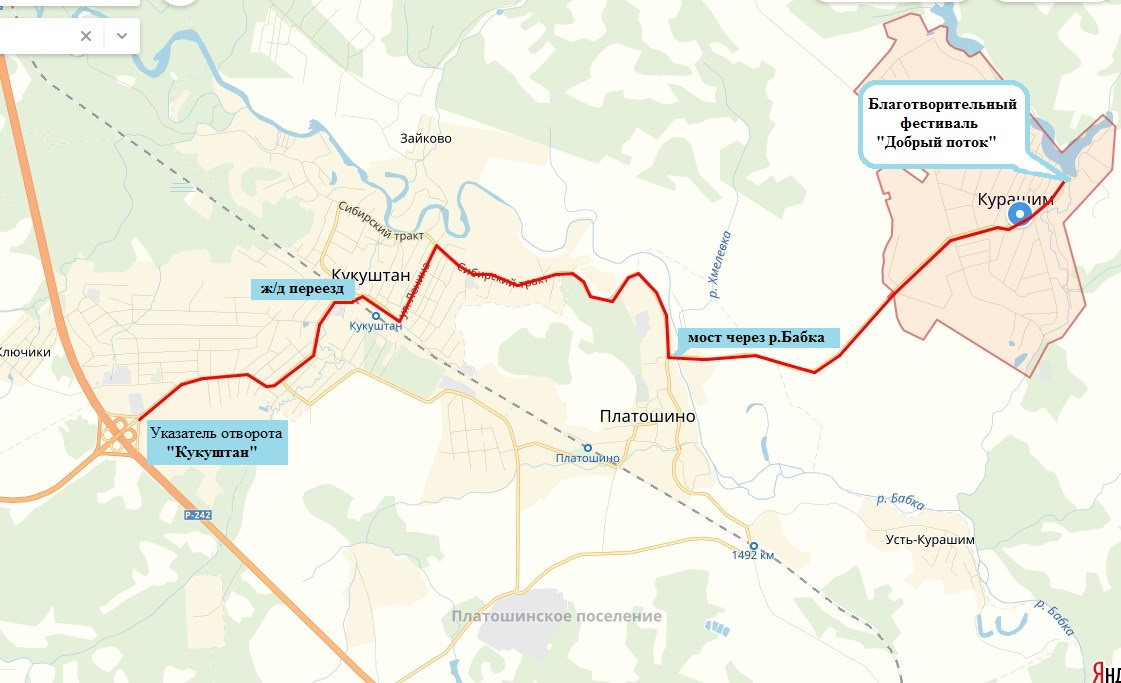 Благотворительный
фестиваль
"Добрый поток"
Зайково
Курашим
Сибирский тракт
р. Хмелевка
Кукуштан
Сибирский тракт
ж/д переезд
ул. Ленина
Кукуштан
мост через р.Бабка
Ключики
Платошино
Указатель отворота
"Кукуштан"
Платошино
р. Бабка
Р-242
Усть-Курашим
1492 км
р. Бабка
Платошинское поселение
Янд